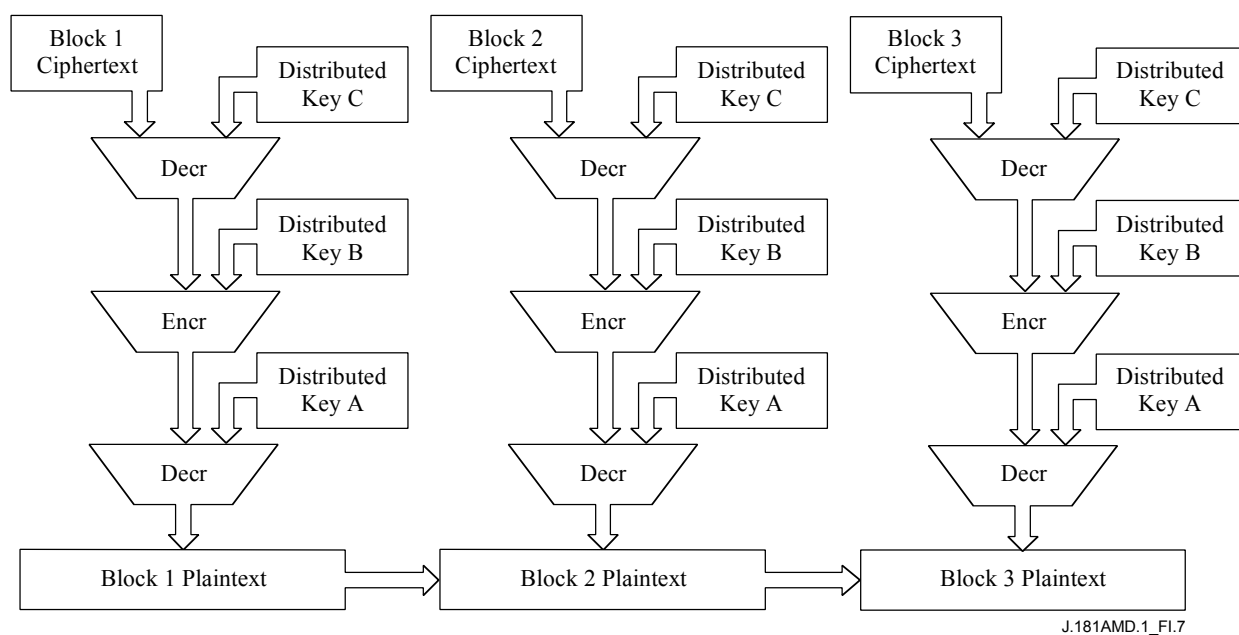 Block 1
Ciphertext
Distributed
Key C
Block 2
Ciphertext
Distributed
Key C
Block 3
Ciphertext
Distributed
Key C
Decr
Decr
Decr
Distributed
Key B
Distributed
Key B
Distributed
Key B
Encr
Encr
Encr
Distributed
Key A
Distributed
Key A
Distributed
Key A
Decr
Decr
Decr
Block 1 Plaintext
Block 2 Plaintext
Block 3 Plaintext
J.181AMD.1_FI.7